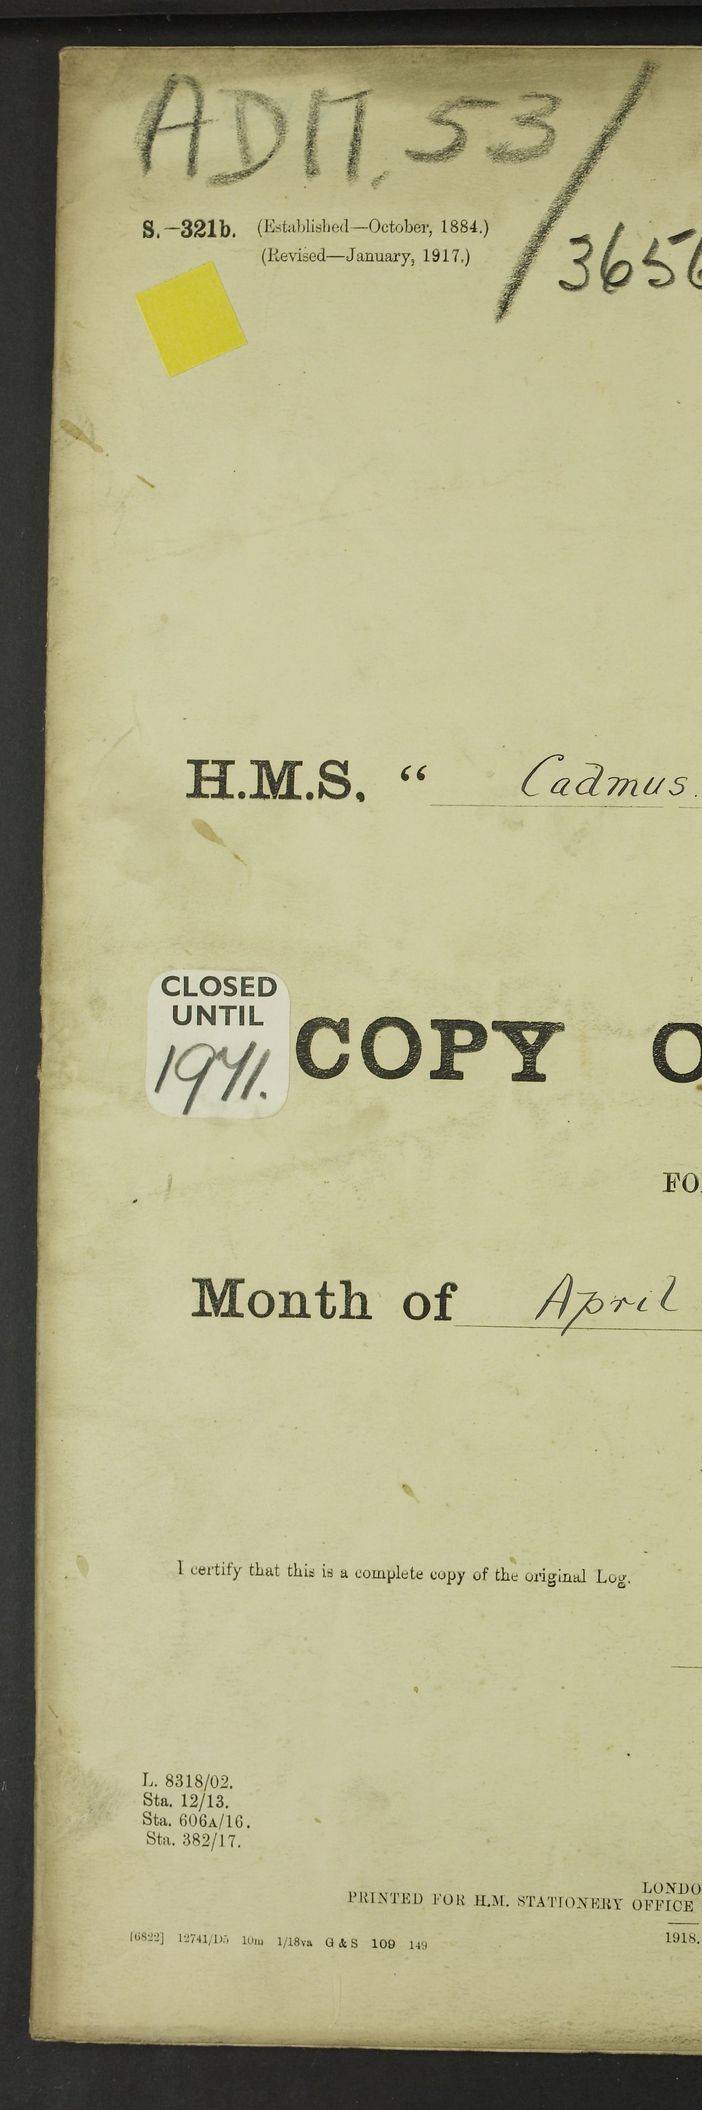 ADM. 53/
3656
S.—321b. (Established—October, 1884.)
(Revised—January, 1917.)
H.M.S. “ Cadmus.
CLOSED
UNTIL
1971.
COPY O
FO
Month of April
I certify that this is a complete copy of the original Log.
L. 8318/02.
Sta. 12/13.
Sta. 606A/16.
Sta. 382/17.
LONDO
PRINTED FOR H.M. STATIONERY OFFICE
1918.
[6822] 12741/D5 10m 1/18va G & S 109 149